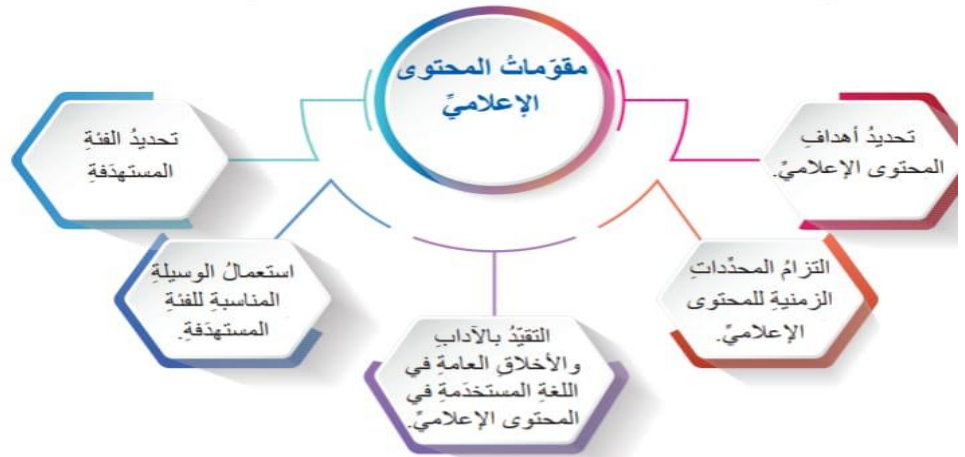 مقوّماتُ المحتوى
الإعلاميِّ
تحديدُ أهدافِ
المحتوى الإعلاميِّ.
التزامُ المحدِّداتِ
الزمنيةِ للمحتوى
الإعلاميِّ.
التقيّدُ بالآدابِ
والأخلاقِ العامةِ في
اللغةِ المستخدَمةِ في
المحتوى الإعلاميِّ.
استعمالُ الوسيلةِ
المناسبةِ للفئةِ
المستهدَفةِ.
تحديدُ الفئةِ
المستهدَفةِ